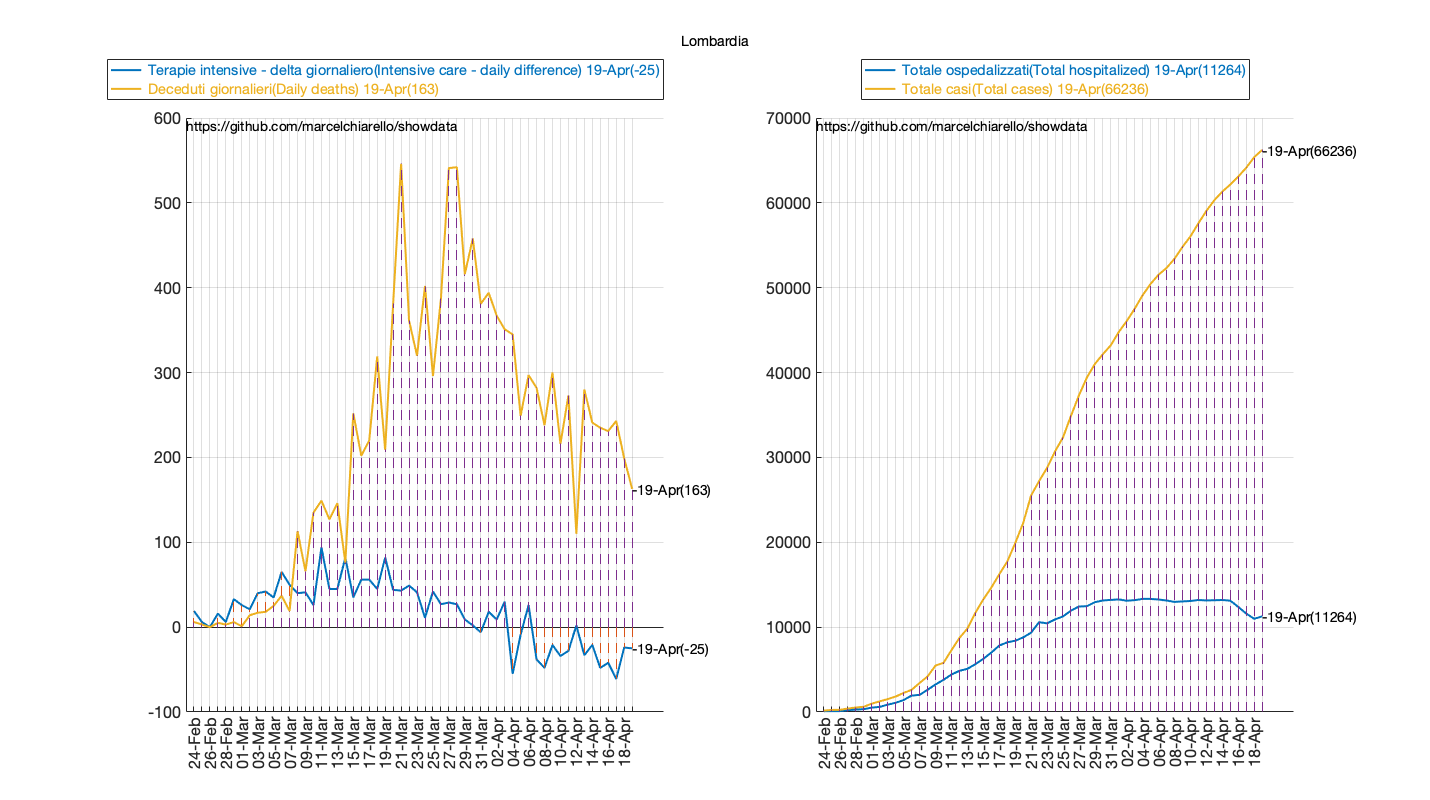 Lombardia
Terapie intensive - delta giornaliero(Intensive care - daily difference) 19-Apr(-25)
Deceduti giornalieri(Daily deaths) 19-Apr(163)
600
https://github.com/marcelchiarello/showdata
500
400
300
200
100
0
-100
-19-Apr(163)
-19-Apr(-25)
24-Feb
26-Feb
28-Feb
01-Mar
03-Mar
05-Mar
07-Mar
09-Mar
11-Mar
13-Mar
15-Mar
17-Mar
19-Mar
21-Mar
23-Mar
25-Mar
27-Mar
29-Mar
31-Mar
02-Apr
04-Apr
06-Apr
08-Apr
10-Apr
12-Apr
14-Apr
16-Apr
18-Apr
Totale ospedalizzati(Total hospitalized) 19-Apr(11264)
Totale casi(Total cases) 19-Apr(66236)
70000
https://github.com/marcelchiarello/showdata
60000
50000
40000
30000
20000
10000
0
-19-Apr(66236)
-19-Apr(11264)
24-Feb
26-Feb
28-Feb
01-Mar
03-Mar
05-Mar
07-Mar
09-Mar
11-Mar
13-Mar
15-Mar
17-Mar
19-Mar
21-Mar
23-Mar
25-Mar
27-Mar
29-Mar
31-Mar
02-Apr
04-Apr
06-Apr
08-Apr
10-Apr
12-Apr
14-Apr
16-Apr
18-Apr